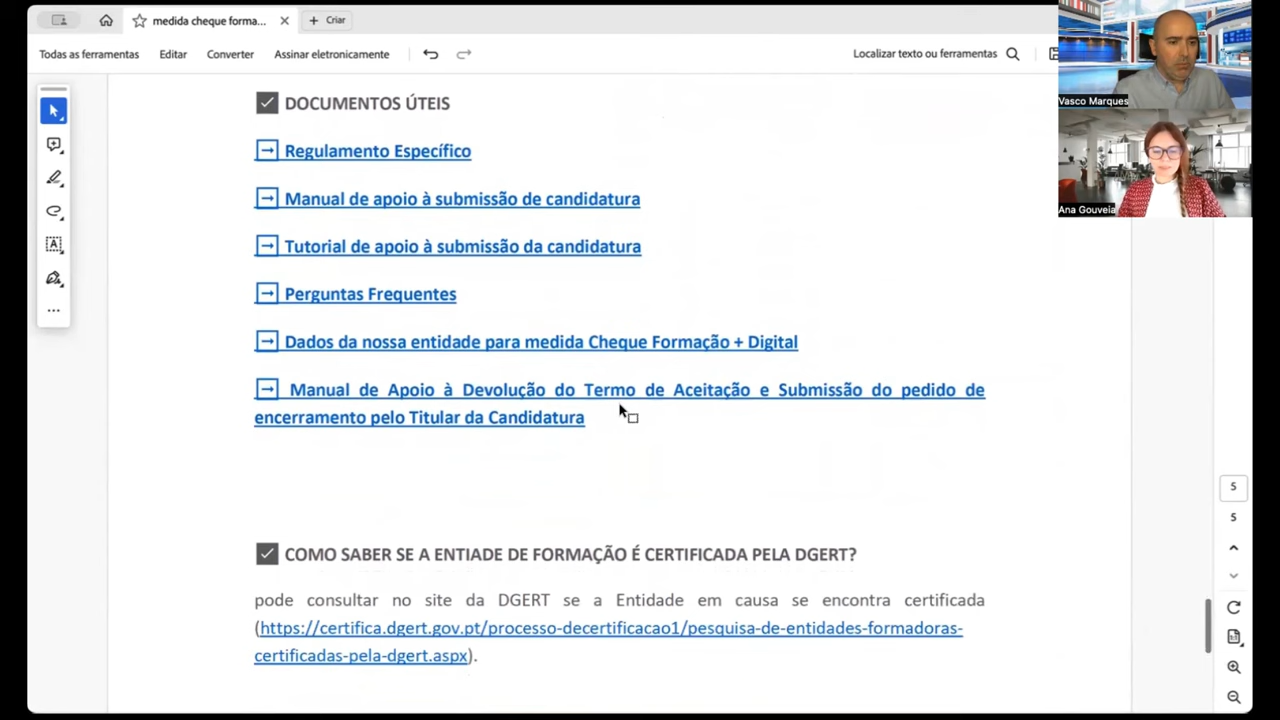 medida cheque forma...
Criar
Todas as ferramentas
Editar
Converter
Assinar eletronicamente
Localizar texto ou ferramentas
Vasco Marques
Ana Gouveia
DOCUMENTOS ÚTEIS
Regulamento Específico
Manual de apoio à submissão de candidatura
Tutorial de apoio à submissão da candidatura
Perguntas Frequentes
Dados da nossa entidade para medida Cheque Formação + Digital
Manual de Apoio à Devolução do Termo de Aceitação e Submissão do pedido de
encerramento pelo Titular da Candidatura
COMO SABER SE A ENTIADE DE FORMAÇÃO É CERTIFICADA PELA DGERT?
pode consultar no site da DGERT se a Entidade em causa se encontra certificada
(https://certifica.dgert.gov.pt/processo-decertificacao1/pesquisa-de-entidades-formadoras-
certificadas-pela-dgert.aspx).
5
5